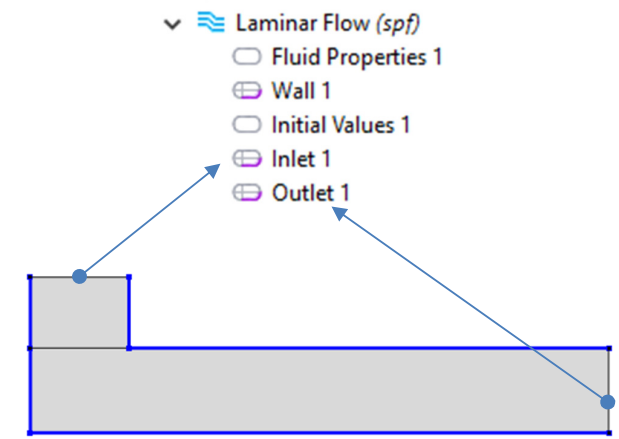 Laminar Flow (spf)
Fluid Properties 1
Wall 1
Initial Values 1
Inlet 1
Outlet 1